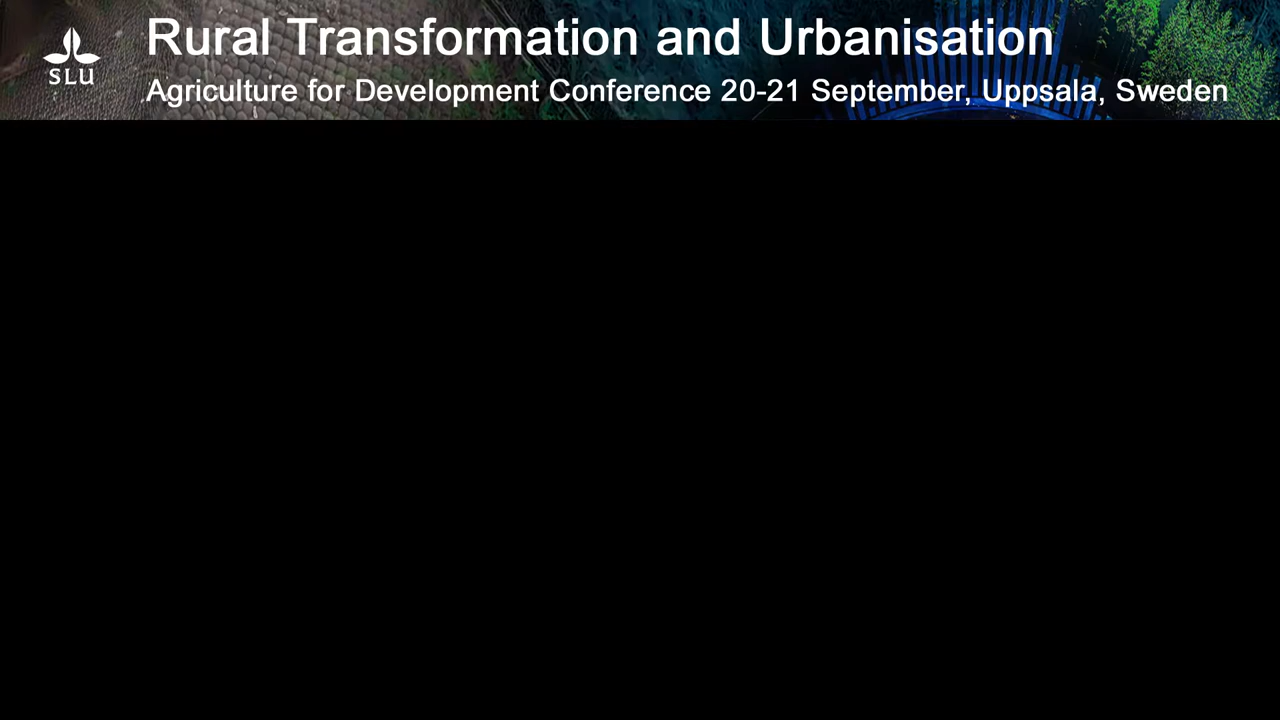 Rural Transformation and Urbanisation
SLU
Agriculture for Development Conference 20-21 September, Uppsala, Sweden